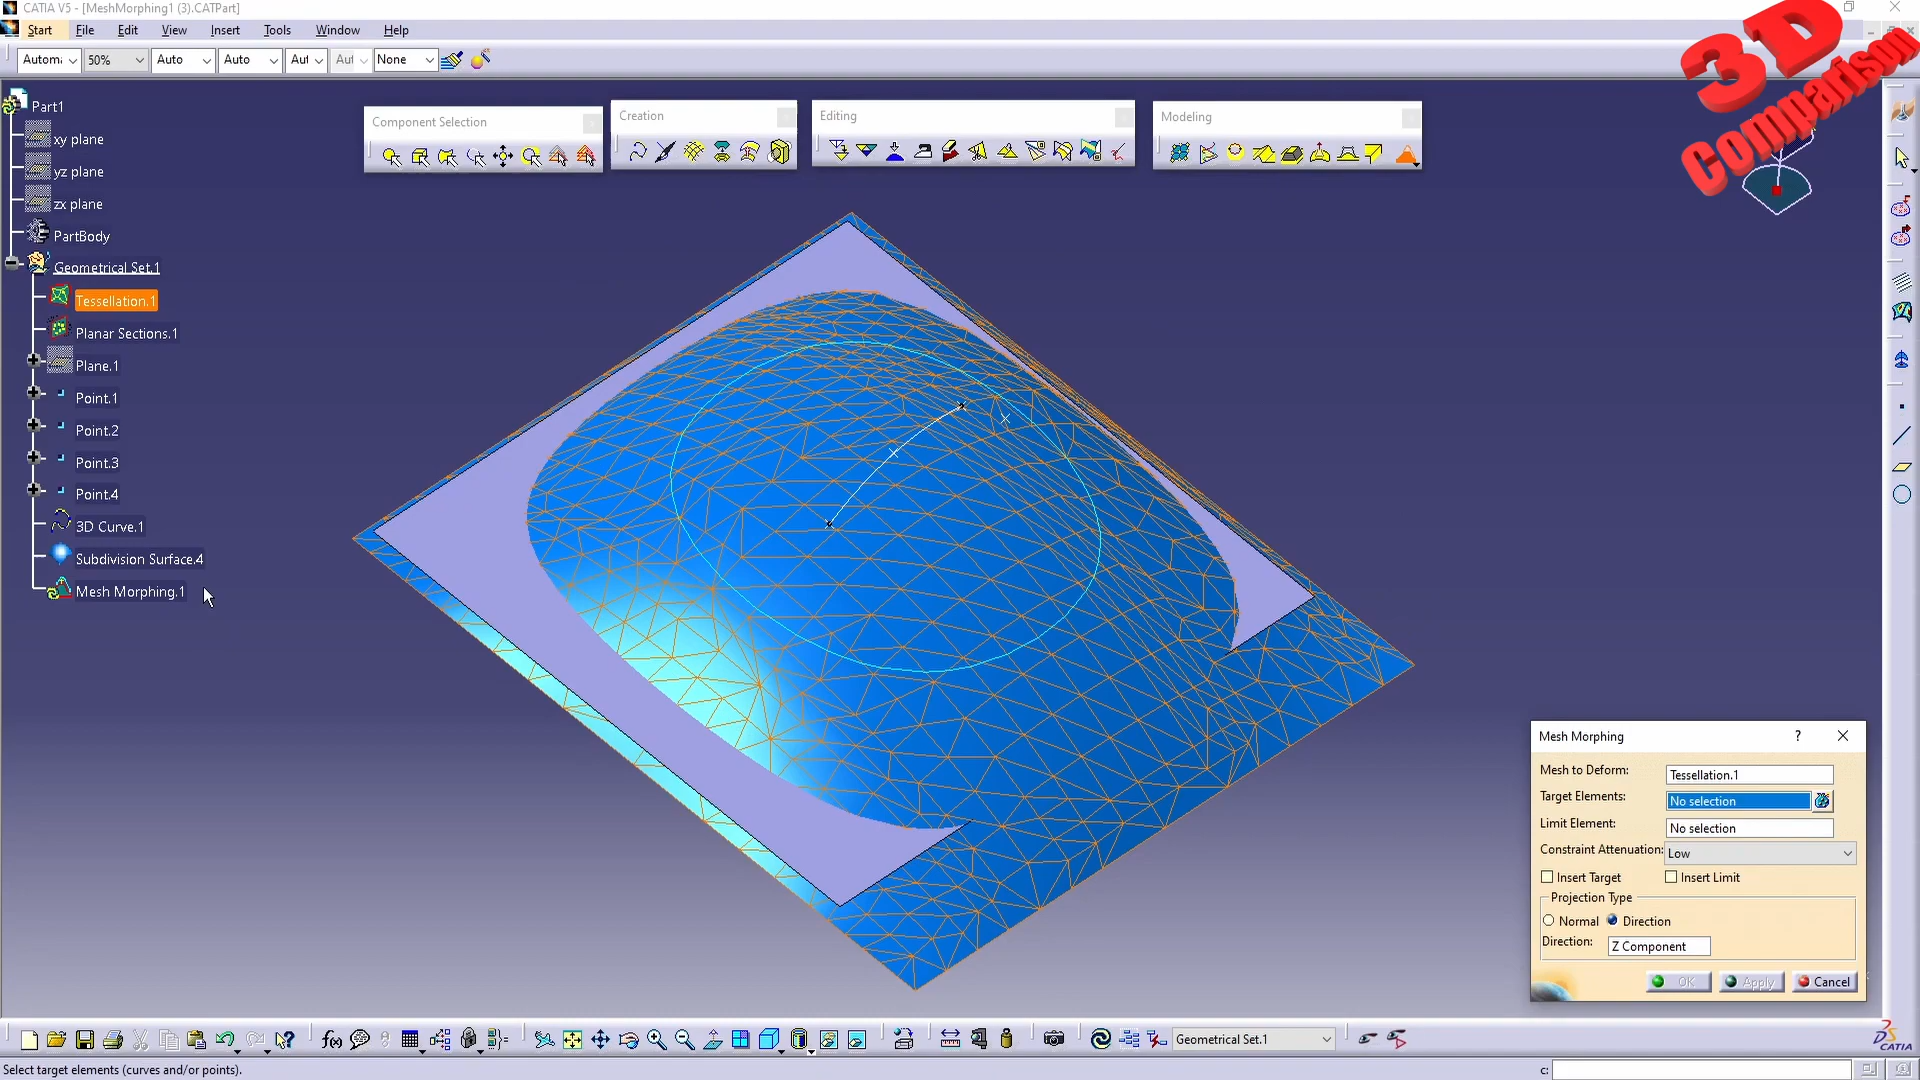 CATIA V5 - [MeshMorphing1 (3).CATPart]
Start File Edit View Insert Tools Window Help
Automa 50% Auto Auto Aut Aut None
3D
Comparison
Part1
xy plane
yz plane
zx plane
PartBody
Geometrical Set.1
Tessellation.1
Planar Sections.1
Plane.1
Point.1
Point.2
Point.3
Point.4
3D Curve.1
Subdivision Surface.4
Mesh Morphing.1
Component Selection
Creation
Editing
Modeling
Mesh Morphing ?
Mesh to Deform: Tessellation.1
Target Elements: No selection
Limit Element: No selection
Constraint Attenuation: Low
Insert Target Insert Limit
Projection Type
Normal Direction
Direction: Z Component
OK Apply Cancel
f(x)
Geometrical Set.1
CATIA
Select target elements (curves and/or points).
c: